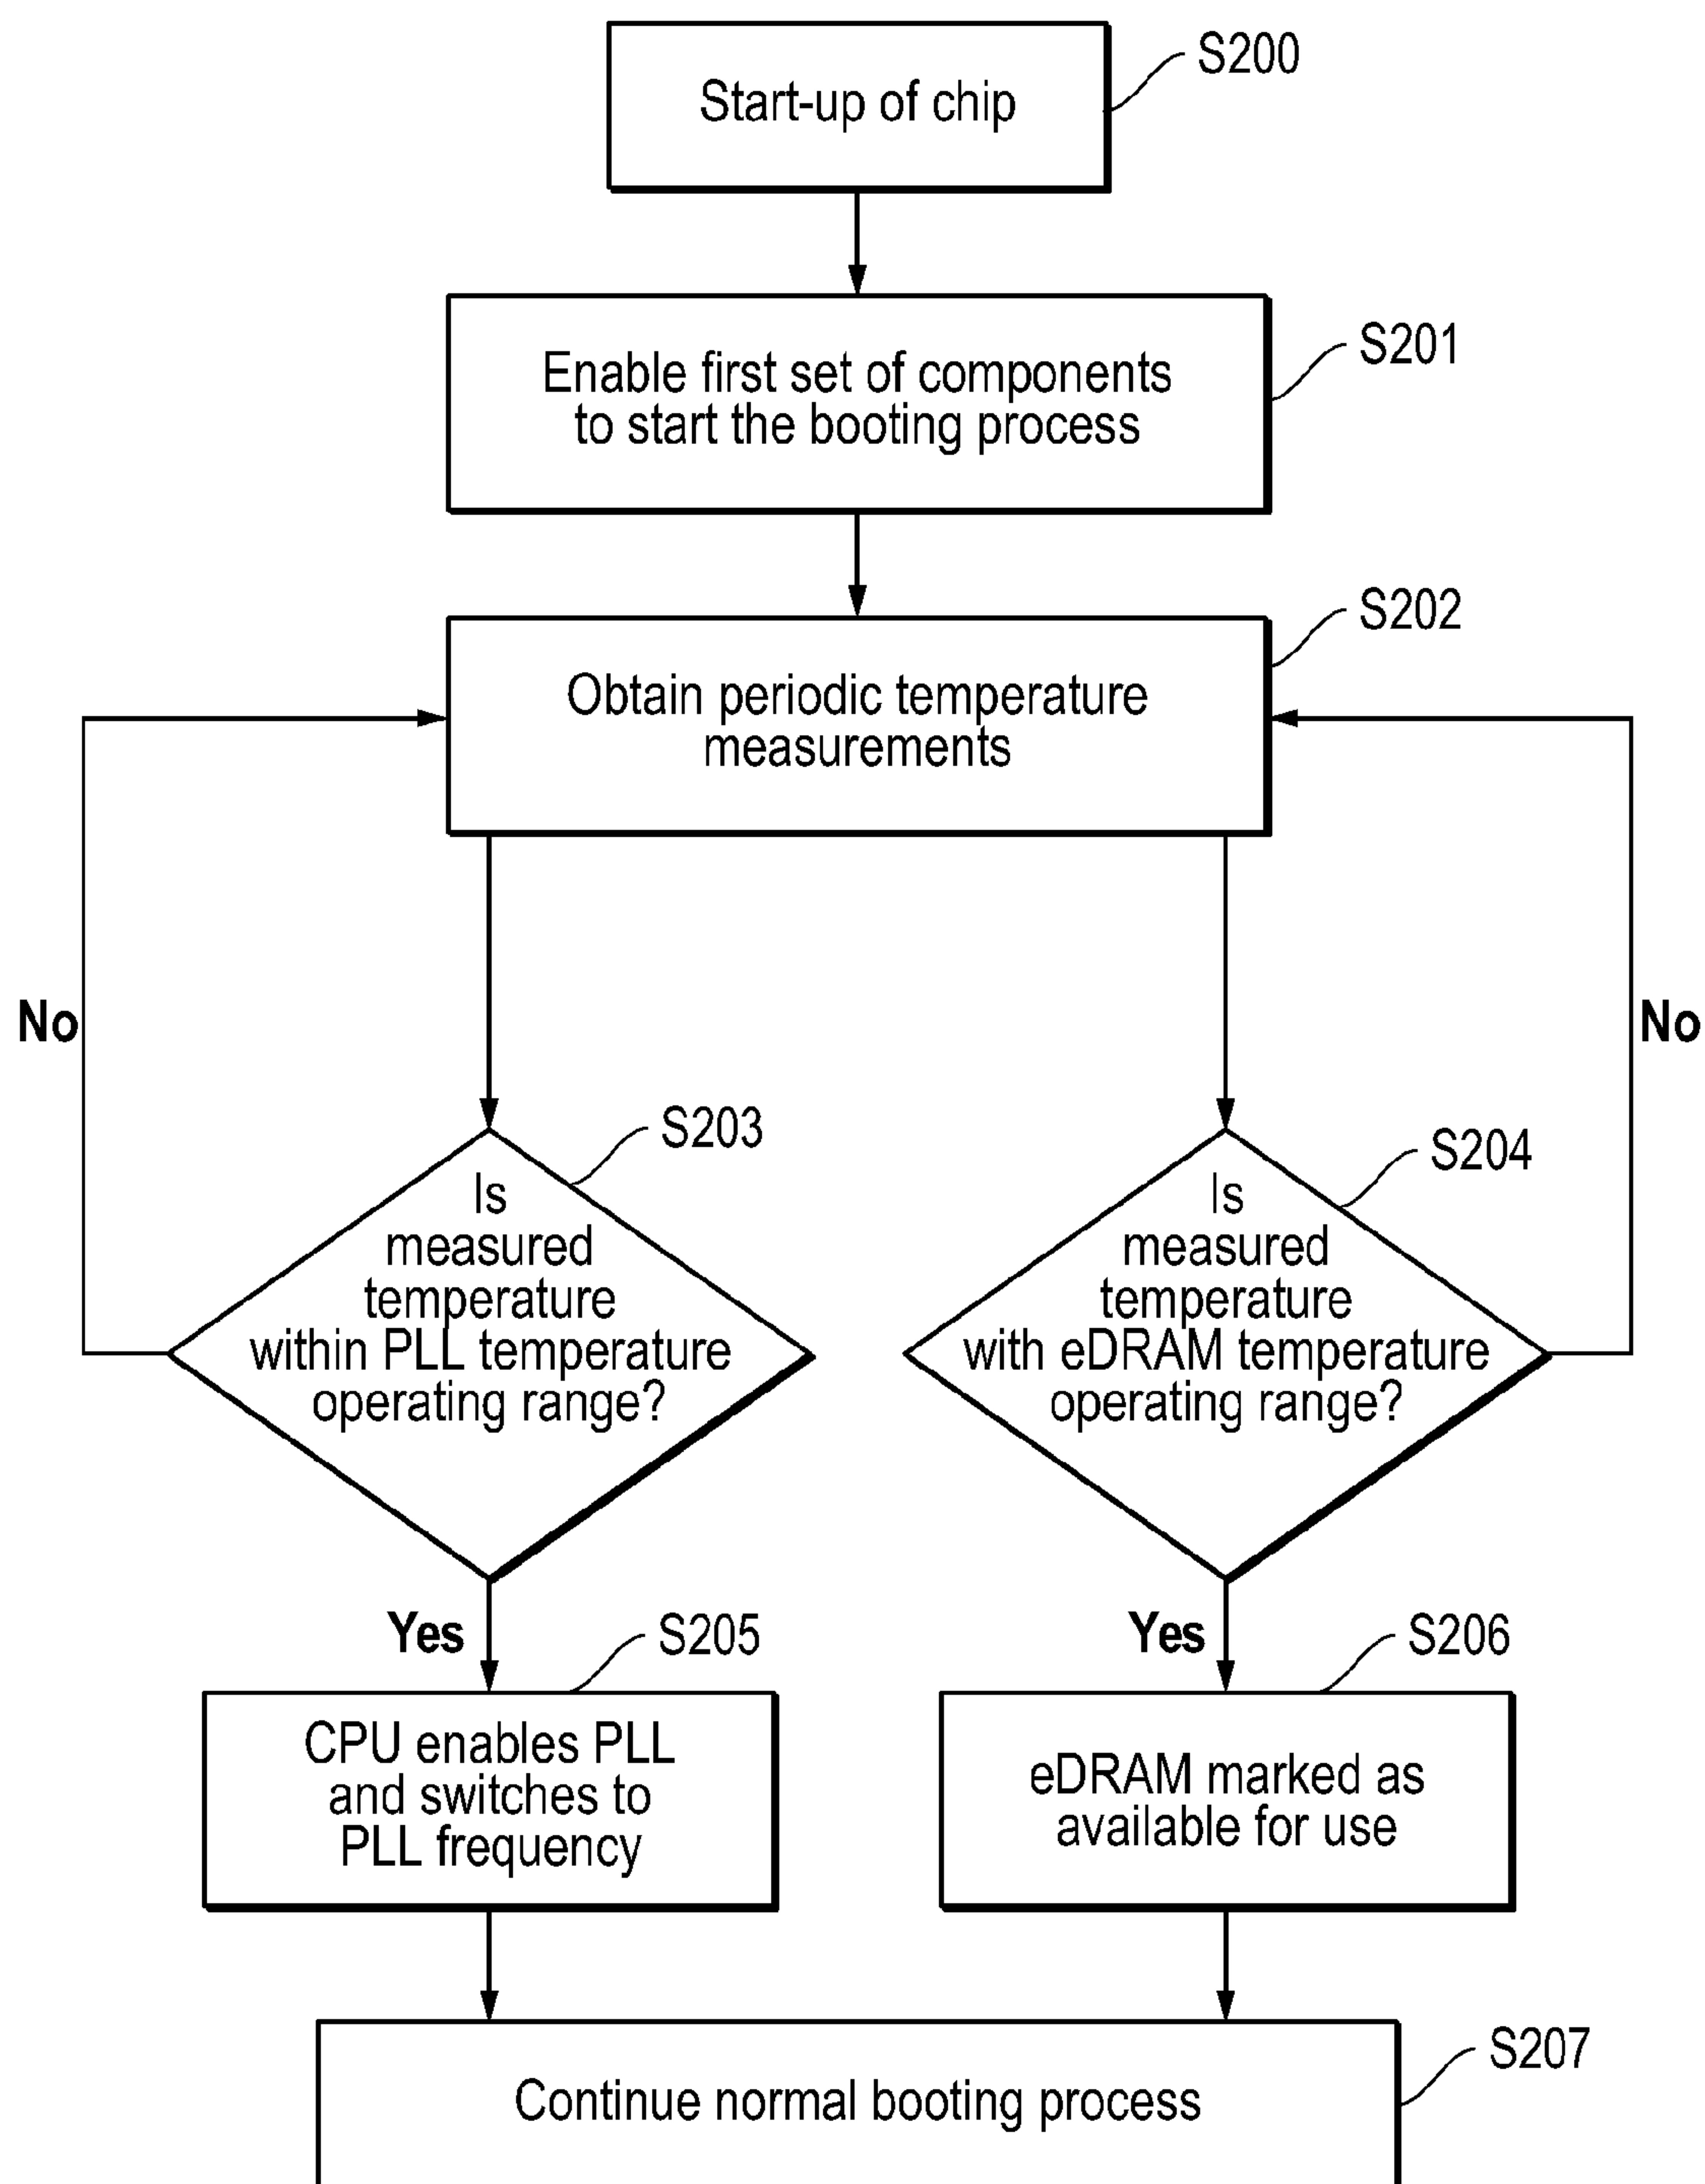 Start-up of chip
S200
Enable first set of components
to start the booting process
S201
Obtain periodic temperature
measurements
S202
No
No
Is
measured
temperature
within PLL temperature
operating range?
S203
Is
measured
temperature
with eDRAM temperature
operating range?
S204
Yes
S205
CPU enables PLL
and switches to
PLL frequency
Yes
S206
eDRAM marked as
available for use
Continue normal booting process
S207